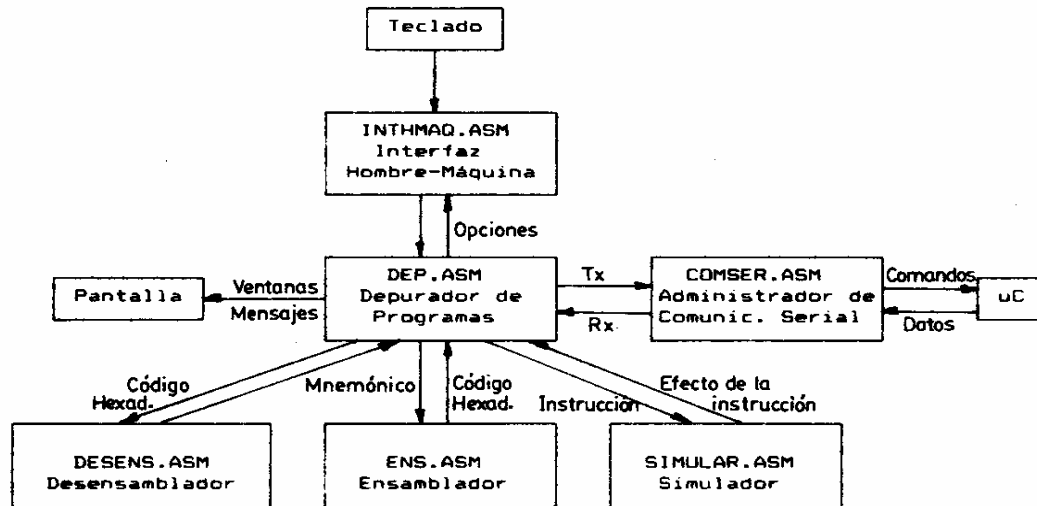 Teclado
INTHMAQ.ASM
Interfaz
Hombre-Máquina
Opciones
DEP.ASM
Depurador de
Programas
Tx
Rx
COMSER.ASM
Administrador de
Comunic. Serial
Comandos
Datos
uC
Ventanas
Mensajes
Pantalla
Código
Hexad.
Mnemónico
Código
Hexad.
Instrucción
Efecto de la
instrucción
DESENS.ASM
Desensamblador
ENS.ASM
Ensamblador
SIMULAR.ASM
Simulador